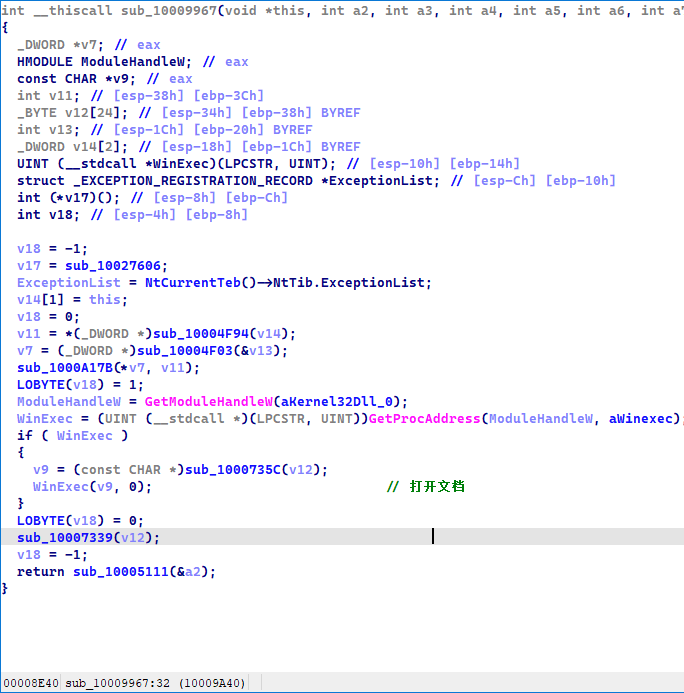 int __thiscall sub_10009967(void *this, int a2, int a3, int a4, int a5, int a6, int a7
{
_DWORD *v7; // eax
HMODULE ModuleHandleW; // eax
const CHAR *v9; // eax
int v11; // [esp-38h] [ebp-3Ch]
_BYTE v12[24]; // [esp-34h] [ebp-38h] BYREF
int v13; // [esp-1Ch] [ebp-20h] BYREF
_DWORD v14[2]; // [esp-18h] [ebp-1Ch] BYREF
UINT (__stdcall *WinExec)(LPCSTR, UINT); // [esp-10h] [ebp-14h]
struct _EXCEPTION_REGISTRATION_RECORD *ExceptionList; // [esp-Ch] [ebp-10h]
int (*v17)(); // [esp-8h] [ebp-Ch]
int v18; // [esp-4h] [ebp-8h]
v18 = -1;
v17 = sub_10027606;
ExceptionList = NtCurrentTeb()->NtTib.ExceptionList;
v14[1] = this;
v18 = 0;
v11 = *(_DWORD *)sub_10004F94(v14);
v7 = (_DWORD *)sub_10004F03(&v13);
sub_1000A17B(*v7, v11);
LOBYTE(v18) = 1;
ModuleHandleW = GetModuleHandleW(aKernel32Dll_0);
WinExec = (UINT (__stdcall *)(LPCSTR, UINT))GetProcAddress(ModuleHandleW, aWinexec);
if ( WinExec )
{
v9 = (const CHAR *)sub_1000735C(v12);
WinExec(v9, 0); // 打开文档
}
LOBYTE(v18) = 0;
sub_10007339(v12);
v18 = -1;
return sub_10005111(&a2);
}
00008E40 sub_10009967:32 (10009A40)